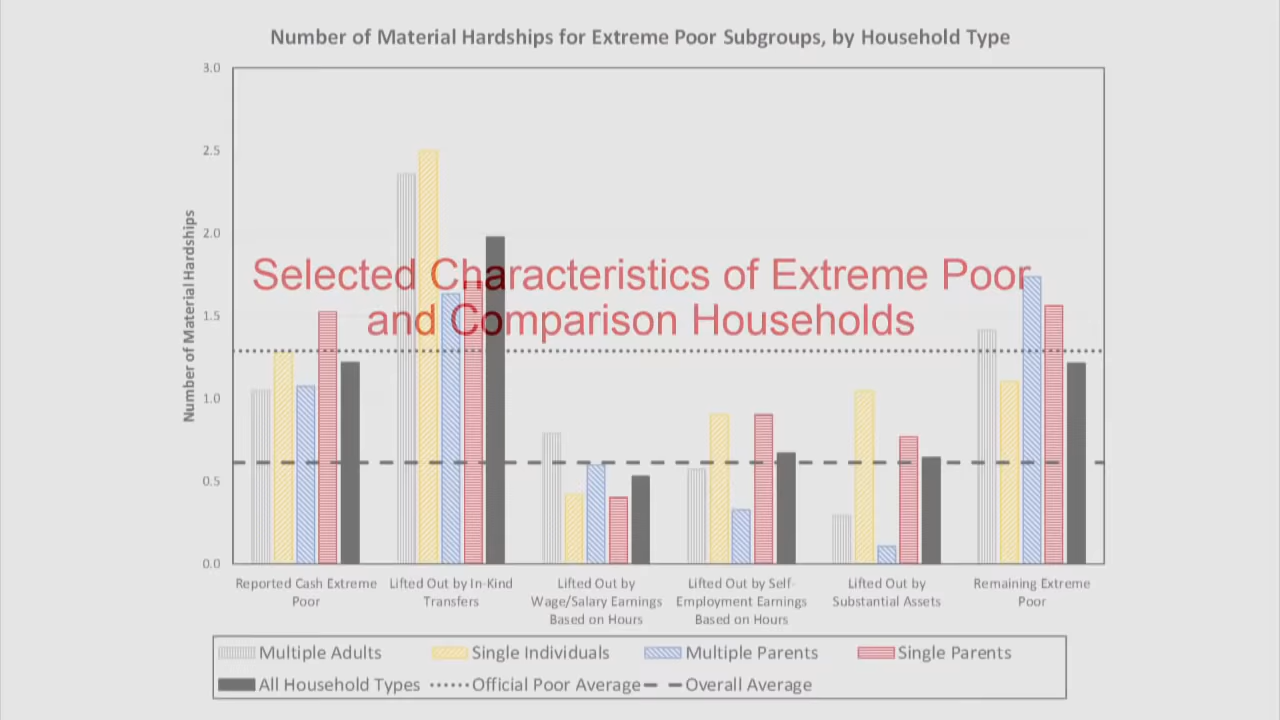 Number of Material Hardships for Extreme Poor Subgroups, by Household Type
3.0
2.5
2.0
1.5
1.0
0.5
0.0
Number of Material Hardships
Selected Characteristics of Extreme Poor
and Comparison Households
Reported Cash Extreme
Poor
Lifted Out by In-Kind
Transfers
Lifted Out by
Wage/Salary Earnings
Based on Hours
Lifted Out by Self-
Employment Earnings
Based on Hours
Lifted Out by
Substantial Assets
Remaining Extreme
Poor
Multiple Adults
Single Individuals
Multiple Parents
Single Parents
All Household Types
Official Poor Average
Overall Average